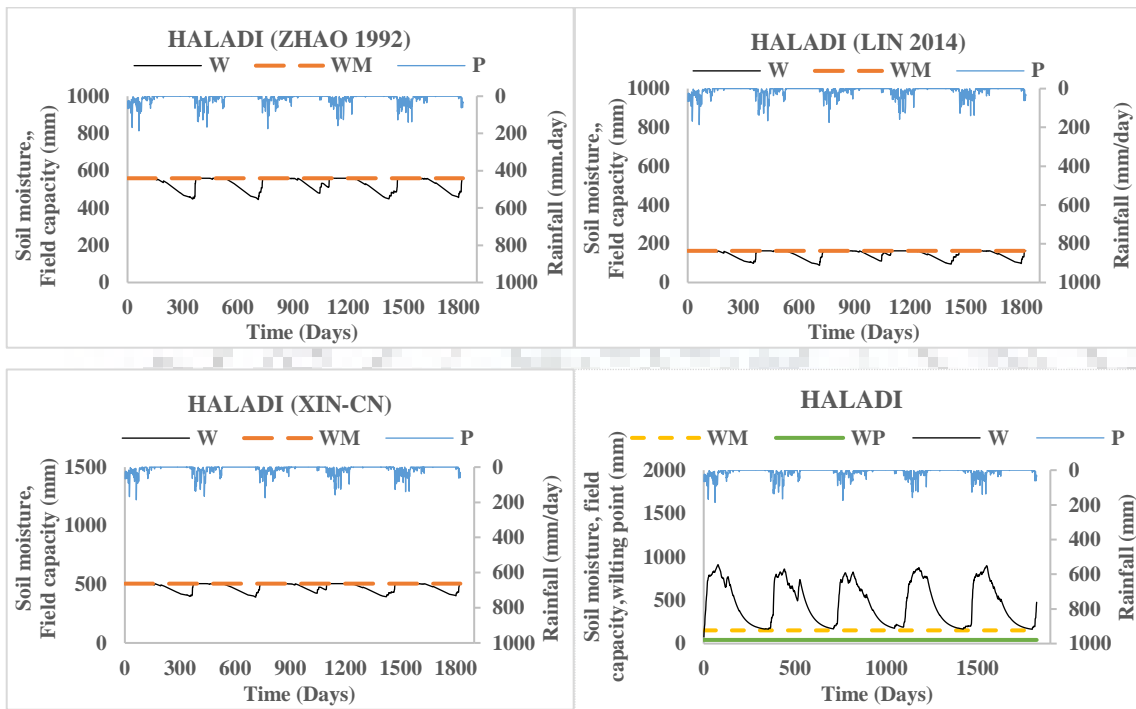 HALADI (ZHAO 1992)
W WM P
Soil moisture,,
Field capacity (mm)
1000
800
600
400
200
0
0
200
400
600
800
1000
Rainfall (mm.day)
0 300 600 900 1200 1500 1800
Time (Days)
HALADI (LIN 2014)
W WM P
Soil moisture,,
Field capacity (mm)
1000
800
600
400
200
0
0
200
400
600
800
1000
Rainfall (mm/day)
0 300 600 900 1200 1500 1800
Time (Days)
HALADI (XIN-CN)
W WM P
Soil moisture,
Field capacity (mm)
1500
1000
500
0
0
200
400
600
800
1000
Rainfall (mm/day)
0 300 600 900 1200 1500 1800
Time (Days)
HALADI
WM WP W P
Soil moisture, field
capacity,wilting point (mm)
2000
1500
1000
500
0
0
200
400
600
800
1000
Rainfall (mm)
0 500 1000 1500
Time (Days)